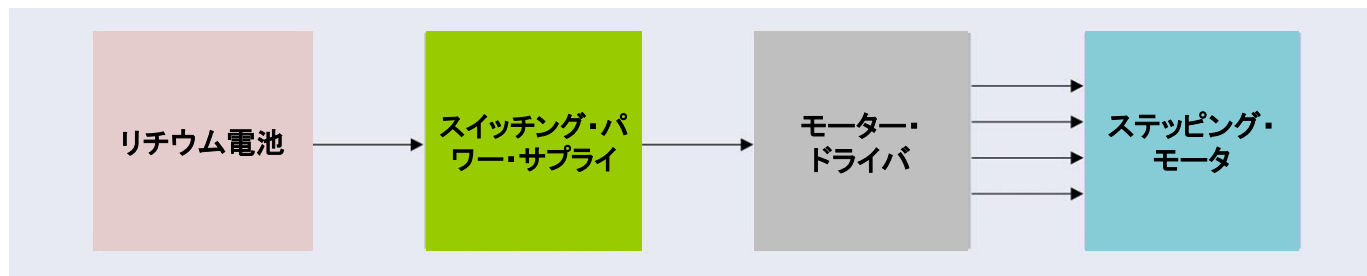 リチウム電池
スイッチング・パ
ワー・サプライ
モーター・
ドライバ
ステッピング・
モータ